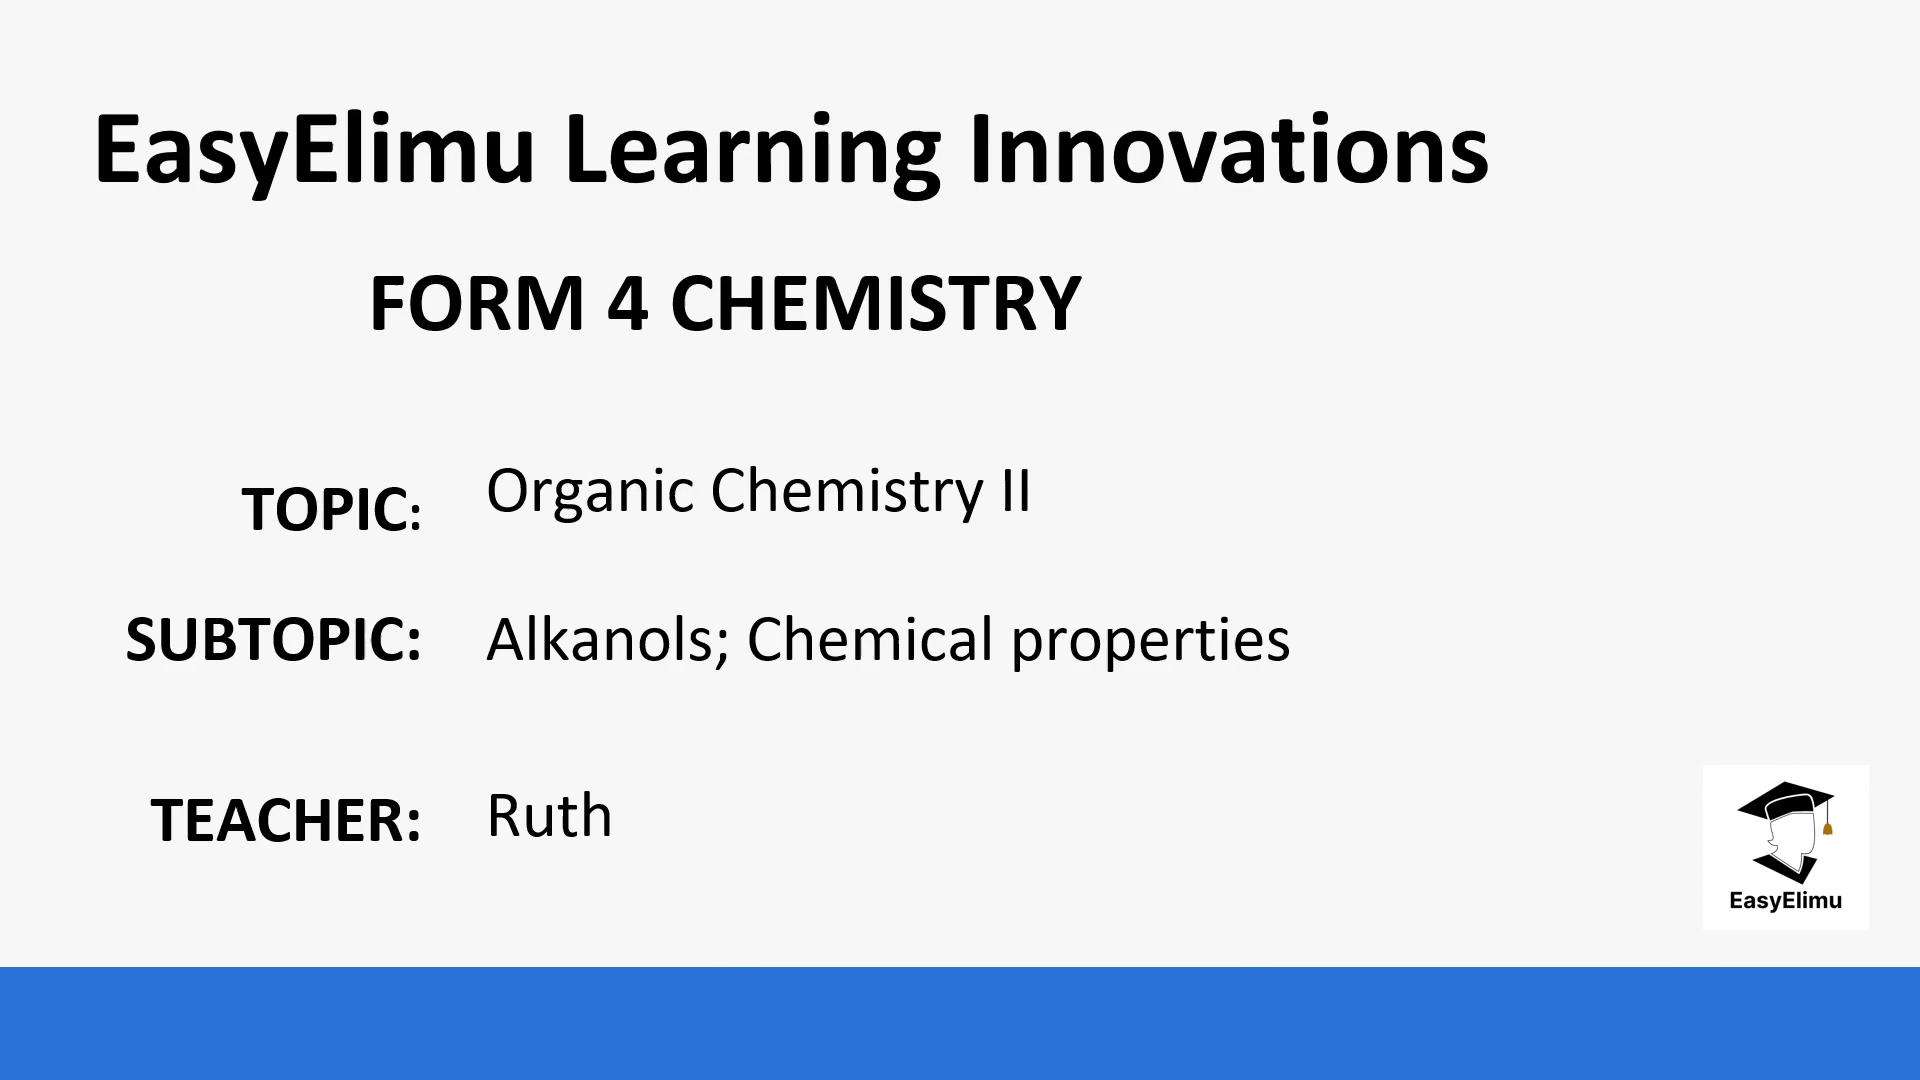 EasyElimu Learning Innovations
FORM 4 CHEMISTRY
TOPIC: Organic Chemistry II
SUBTOPIC: Alkanols; Chemical properties
TEACHER: Ruth
EasyElimu